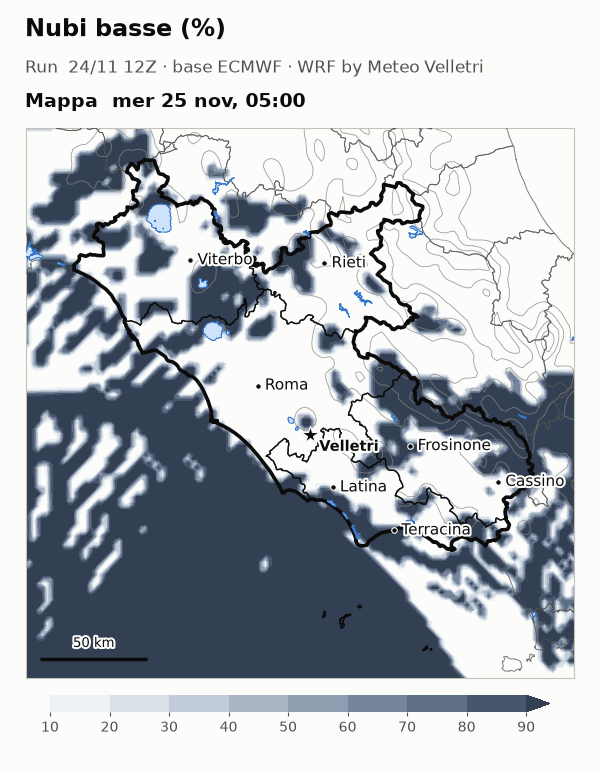 Nubi basse (%)
Run 24/11 12Z · base ECMWF · WRF by Meteo Velletri
Mappa mer 25 nov, 05:00
Viterbo
Rieti
Roma
Velletri
Frosinone
Cassino
Latina
Terracina
50 km
10 20 30 40 50 60 70 80 90